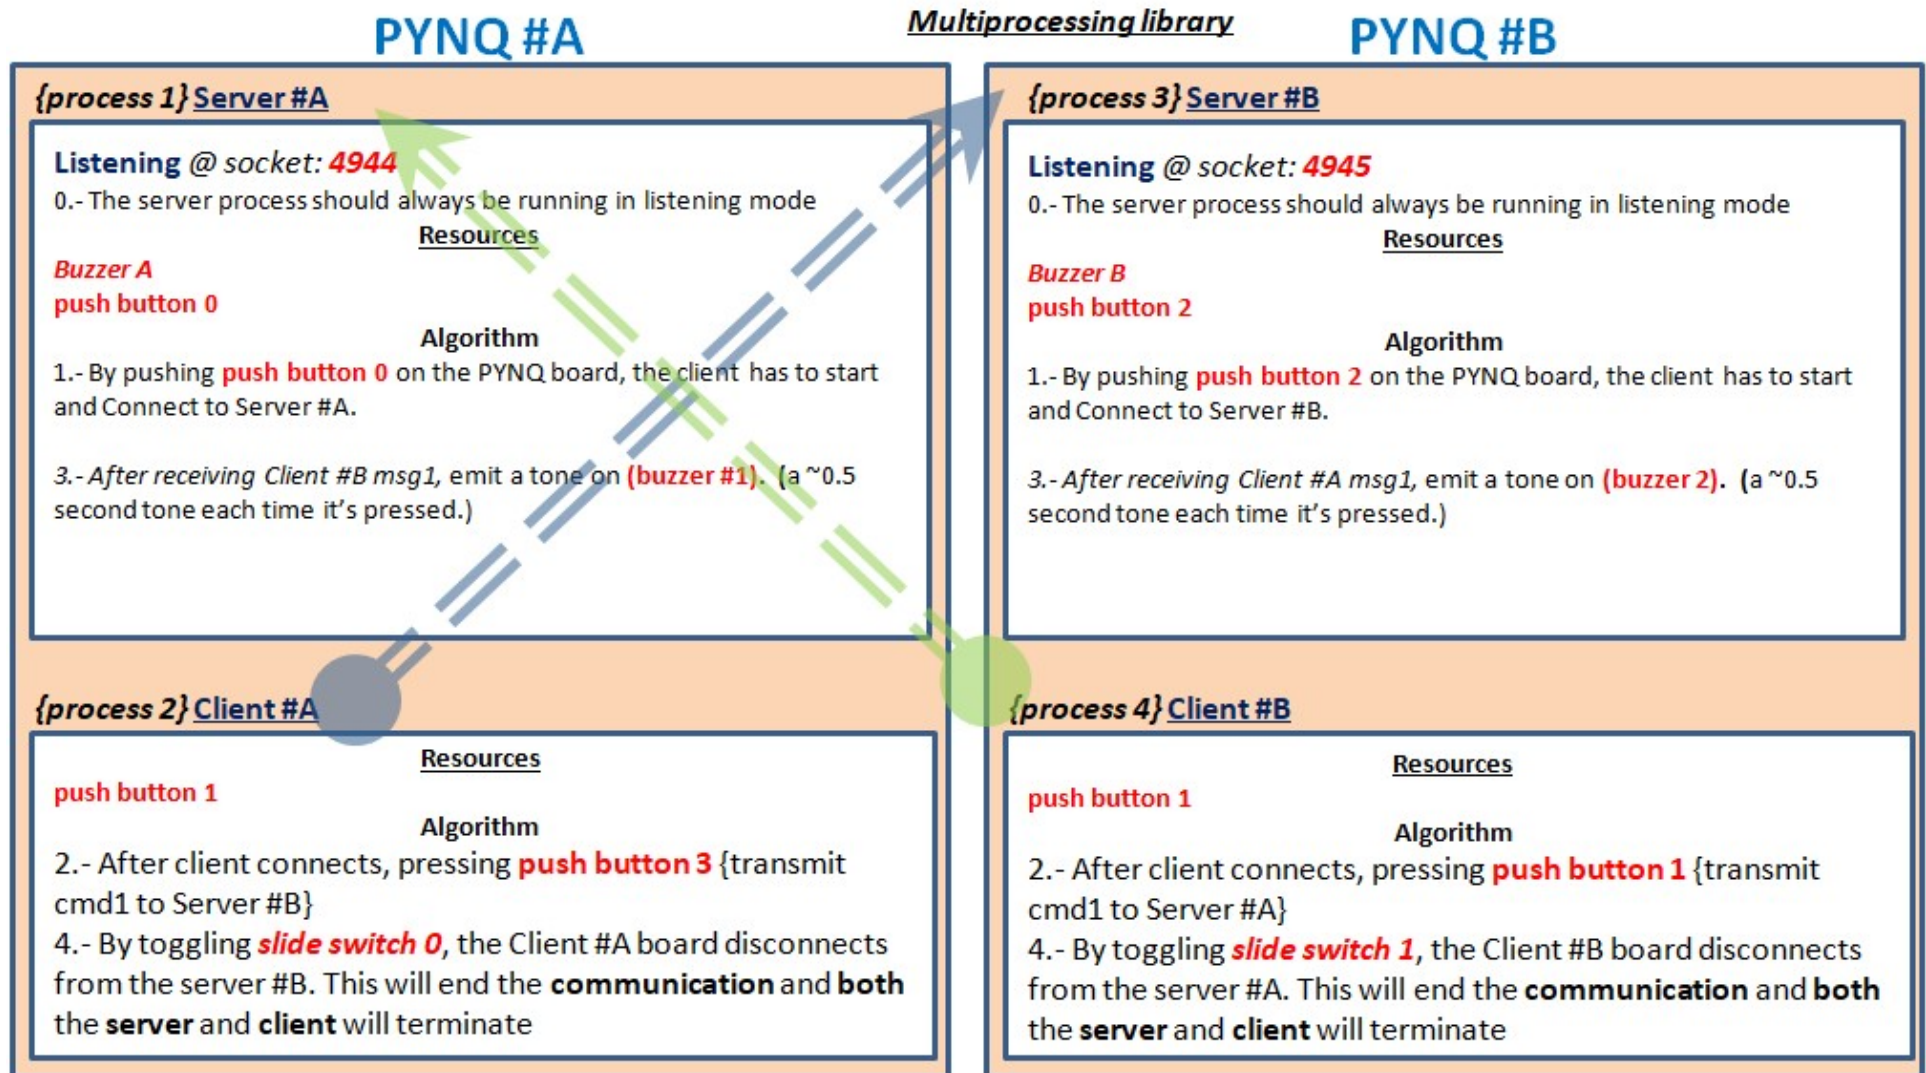 Multiprocessing library
PYNQ #A
{process 1} Server #A
Listening @ socket: 4944
0.- The server process should always be running in listening mode
Resources
Buzzer A
push button 0
Algorithm
1.- By pushing push button 0 on the PYNQ board, the client has to start
and Connect to Server #A.
3.- After receiving Client #B msg1, emit a tone on (buzzer #1). (a ~0.5
second tone each time it's pressed.)
{process 2} Client #A
Resources
push button 1
Algorithm
2.- After client connects, pressing push button 3 {transmit
cmd1 to Server #B}
4.- By toggling slide switch 0, the Client #A board disconnects
from the server #B. This will end the communication and both
the server and client will terminate
PYNQ #B
{process 3} Server #B
Listening @ socket: 4945
0.- The server process should always be running in listening mode
Resources
Buzzer B
push button 2
Algorithm
1.- By pushing push button 2 on the PYNQ board, the client has to start
and Connect to Server #B.
3.- After receiving Client #A msg1, emit a tone on (buzzer 2). (a ~0.5
second tone each time it's pressed.)
{process 4} Client #B
Resources
push button 1
Algorithm
2.- After client connects, pressing push button 1 {transmit
cmd1 to Server #A}
4.- By toggling slide switch 1, the Client #B board disconnects
from the server #A. This will end the communication and both
the server and client will terminate